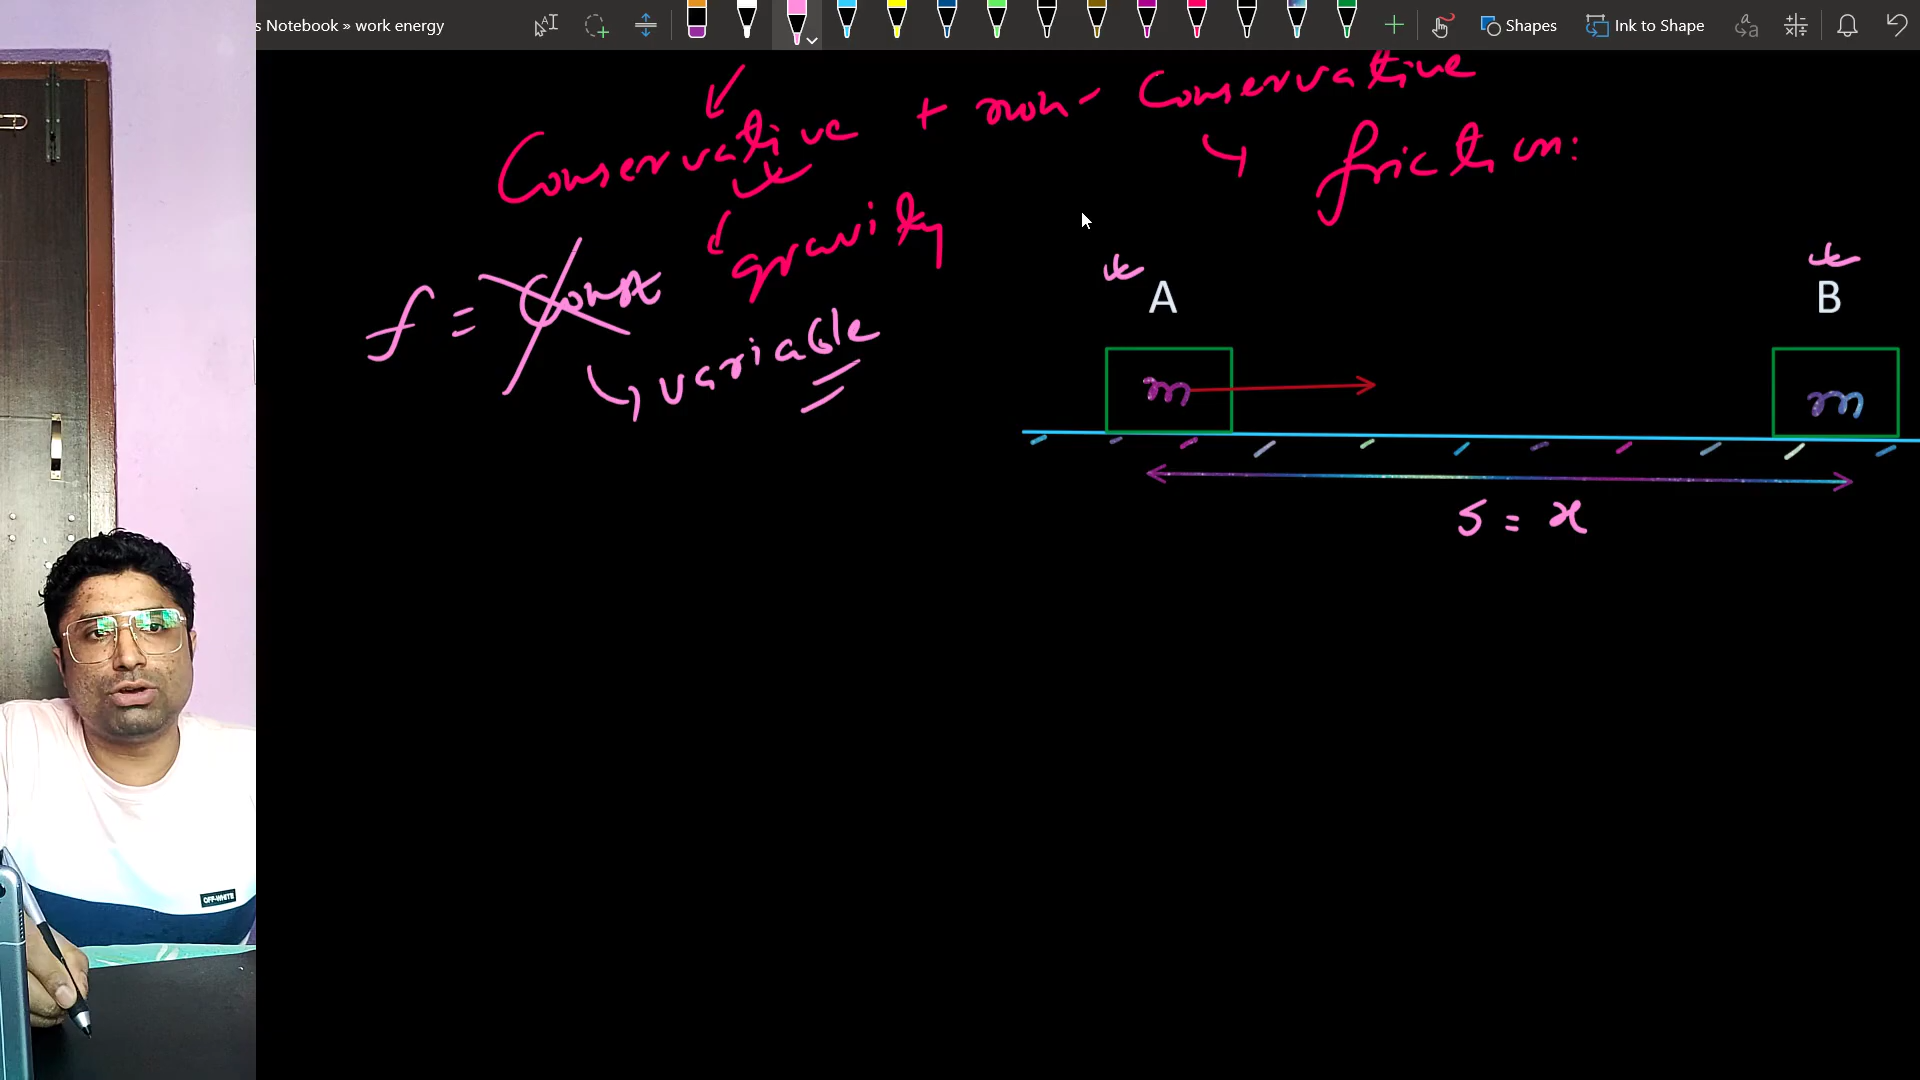 s Notebook » work energy
Shapes
Ink to Shape
Conservative + non-Conservative
gravity
friction:
f = Const
variable
A
B
m
m
S = x
OFF-WHITE